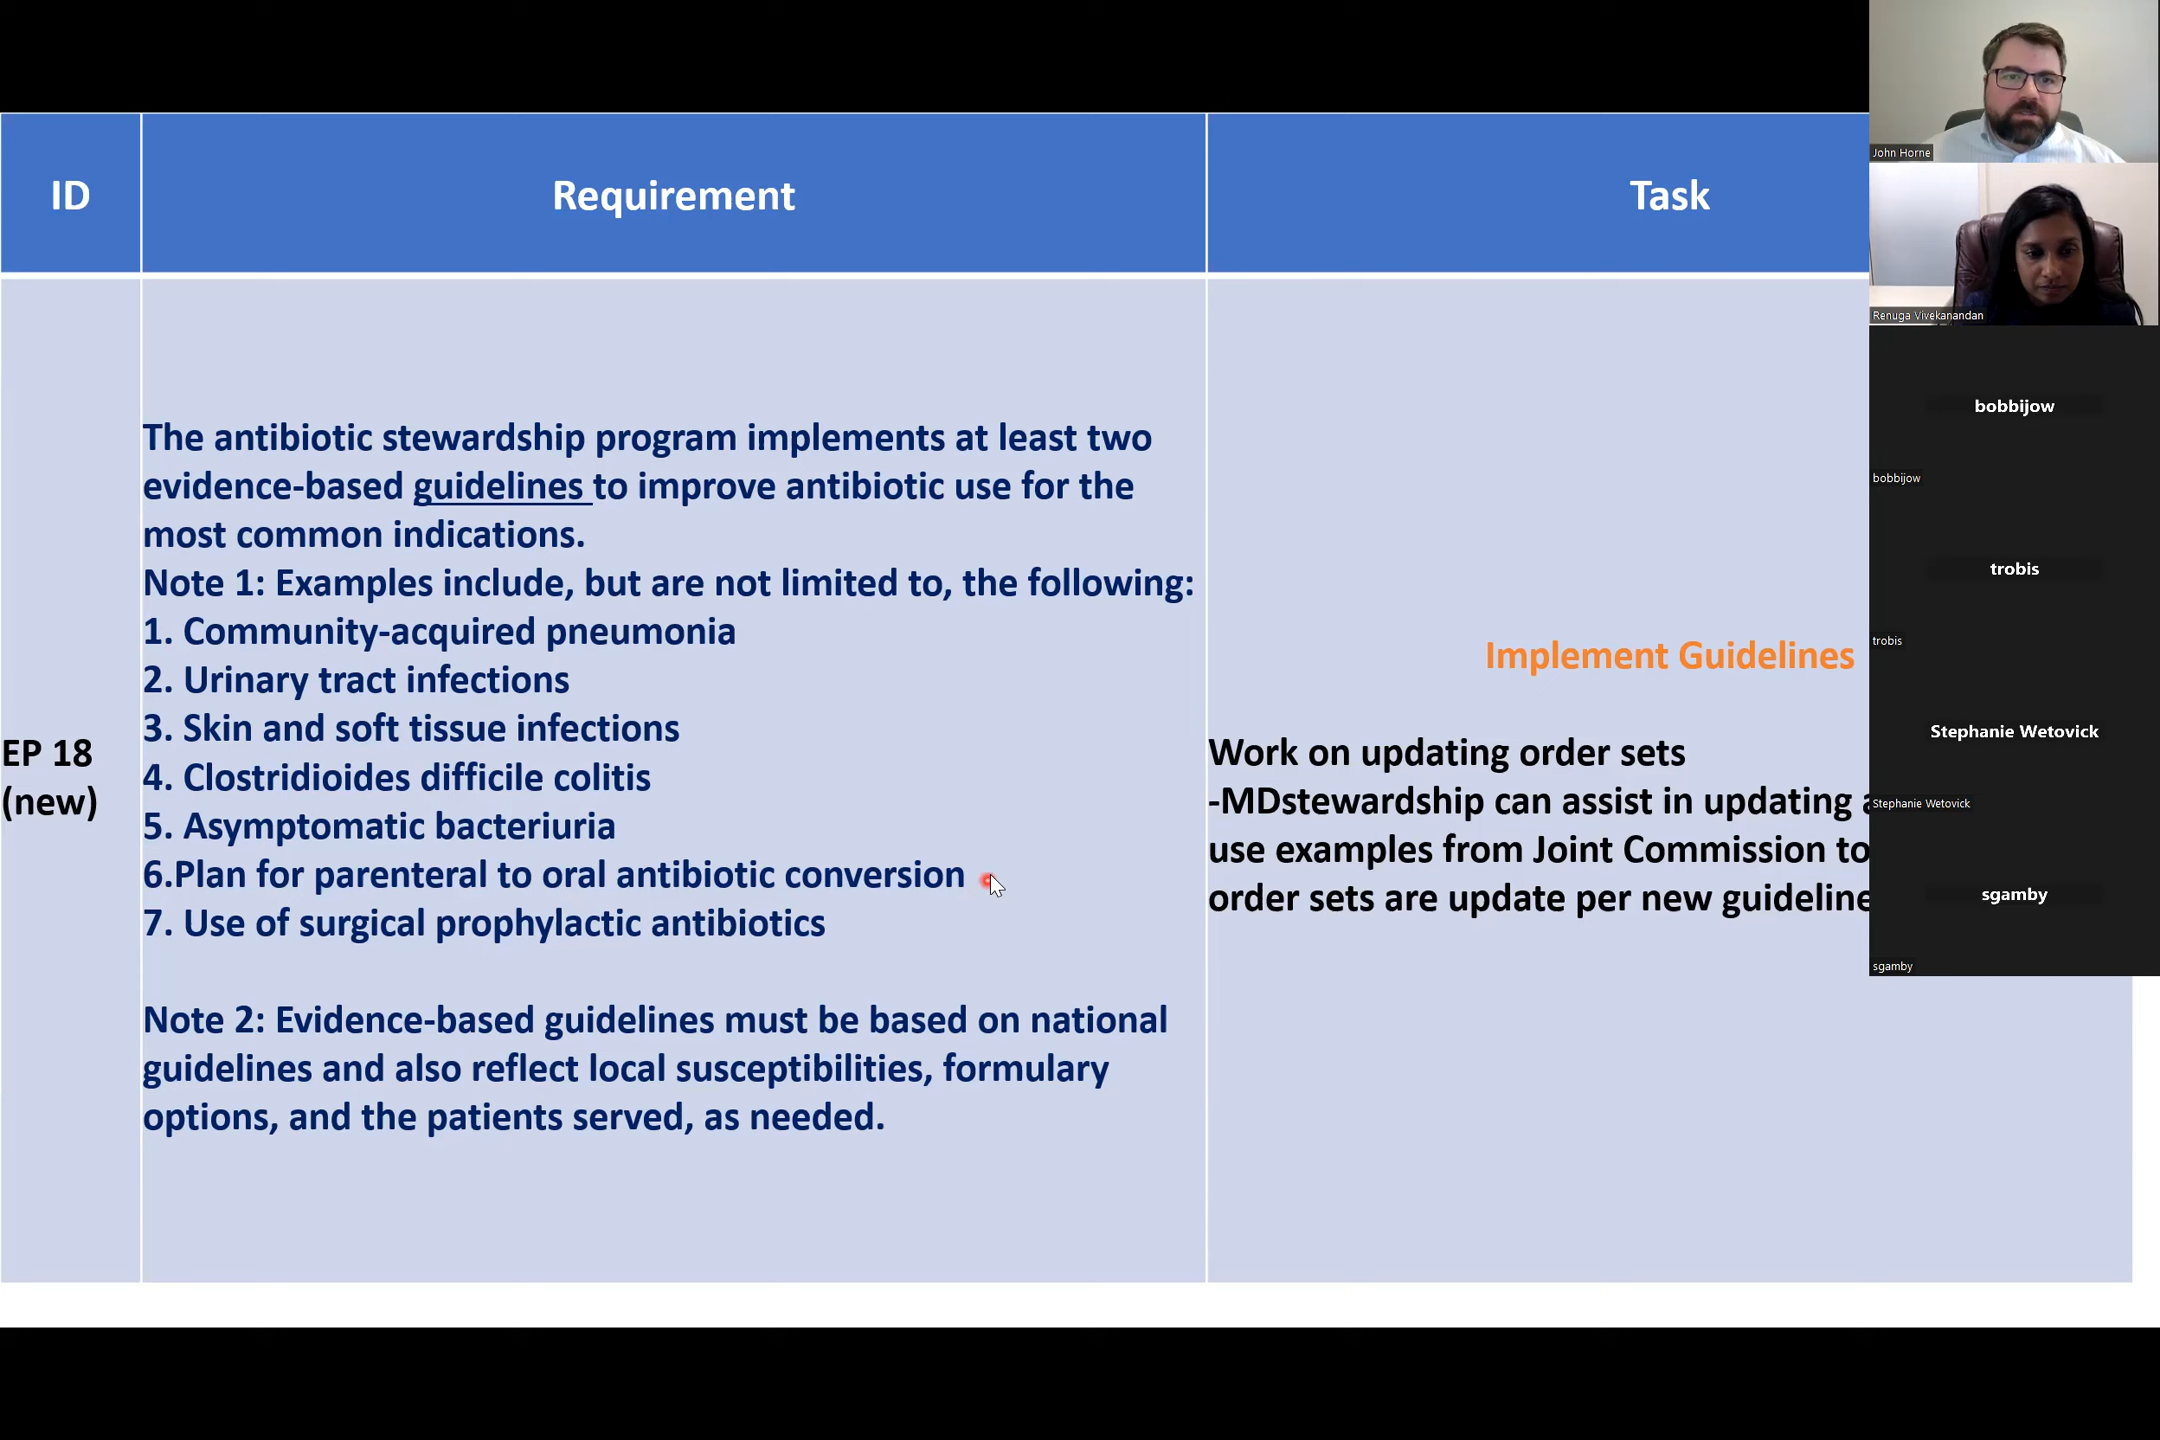 ID
Requirement
Task
EP 18
(new)
The antibiotic stewardship program implements at least two
evidence-based guidelines to improve antibiotic use for the
most common indications.
Note 1: Examples include, but are not limited to, the following:
1. Community-acquired pneumonia
2. Urinary tract infections
3. Skin and soft tissue infections
4. Clostridioides difficile colitis
5. Asymptomatic bacteriuria
6.Plan for parenteral to oral antibiotic conversion
7. Use of surgical prophylactic antibiotics
Note 2: Evidence-based guidelines must be based on national
guidelines and also reflect local susceptibilities, formulary
options, and the patients served, as needed.
Implement Guidelines
Work on updating order sets
-MDstewardship can assist in updating
use examples from Joint Commission to
order sets are update per new guideline
John Horne
Renuga Vivekanandan
bobbijow
bobbijow
trobis
trobis
Stephanie Wetovick
Stephanie Wetovick
sgamby
sgamby